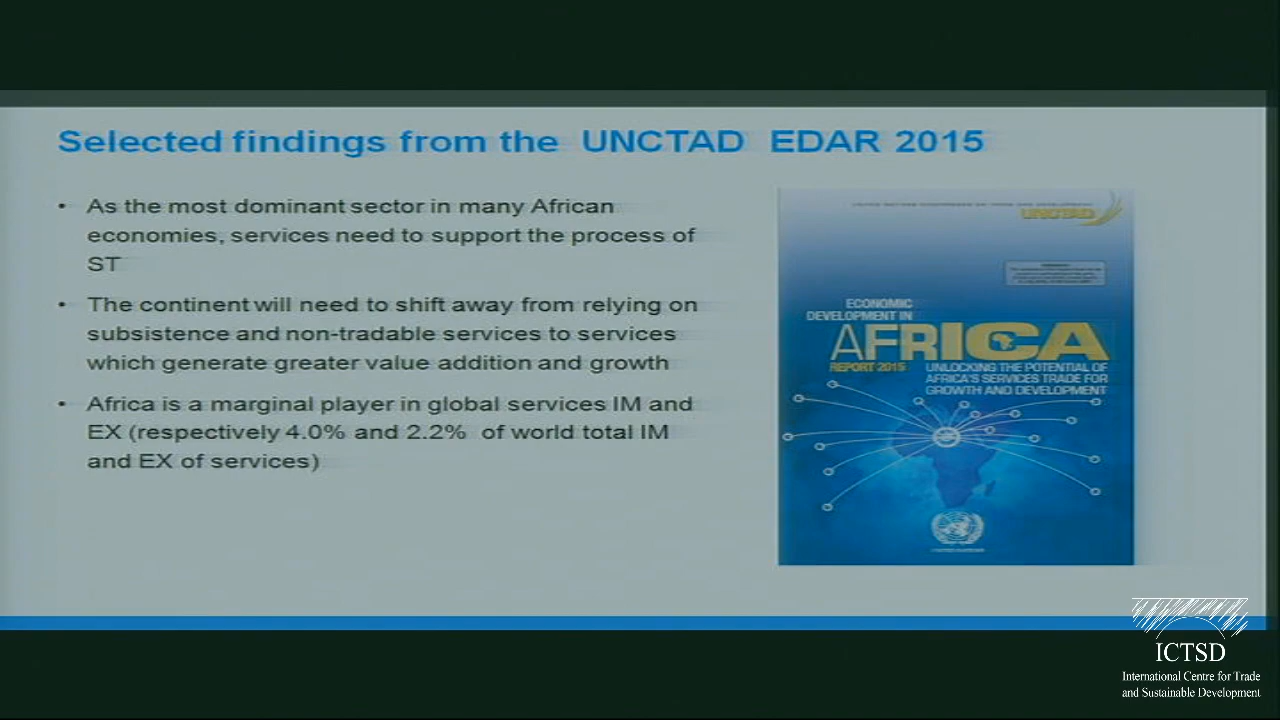 Selected findings from the UNCTAD EDAR 2015
• As the most dominant sector in many African
economies, services need to support the process of
ST
• The continent will need to shift away from relying on
subsistence and non-tradable services to services
which generate greater value addition and growth
• Africa is a marginal player in global services IM and
EX (respectively 4.0% and 2.2% of world total IM
and EX of services)
UNCTAD
ECONOMIC
DEVELOPMENT IN
AFRICA
REPORT 2015
UNLOCKING THE POTENTIAL OF
AFRICA'S SERVICES TRADE FOR
GROWTH AND DEVELOPMENT
ICTSD
International Centre for Trade
and Sustainable Development